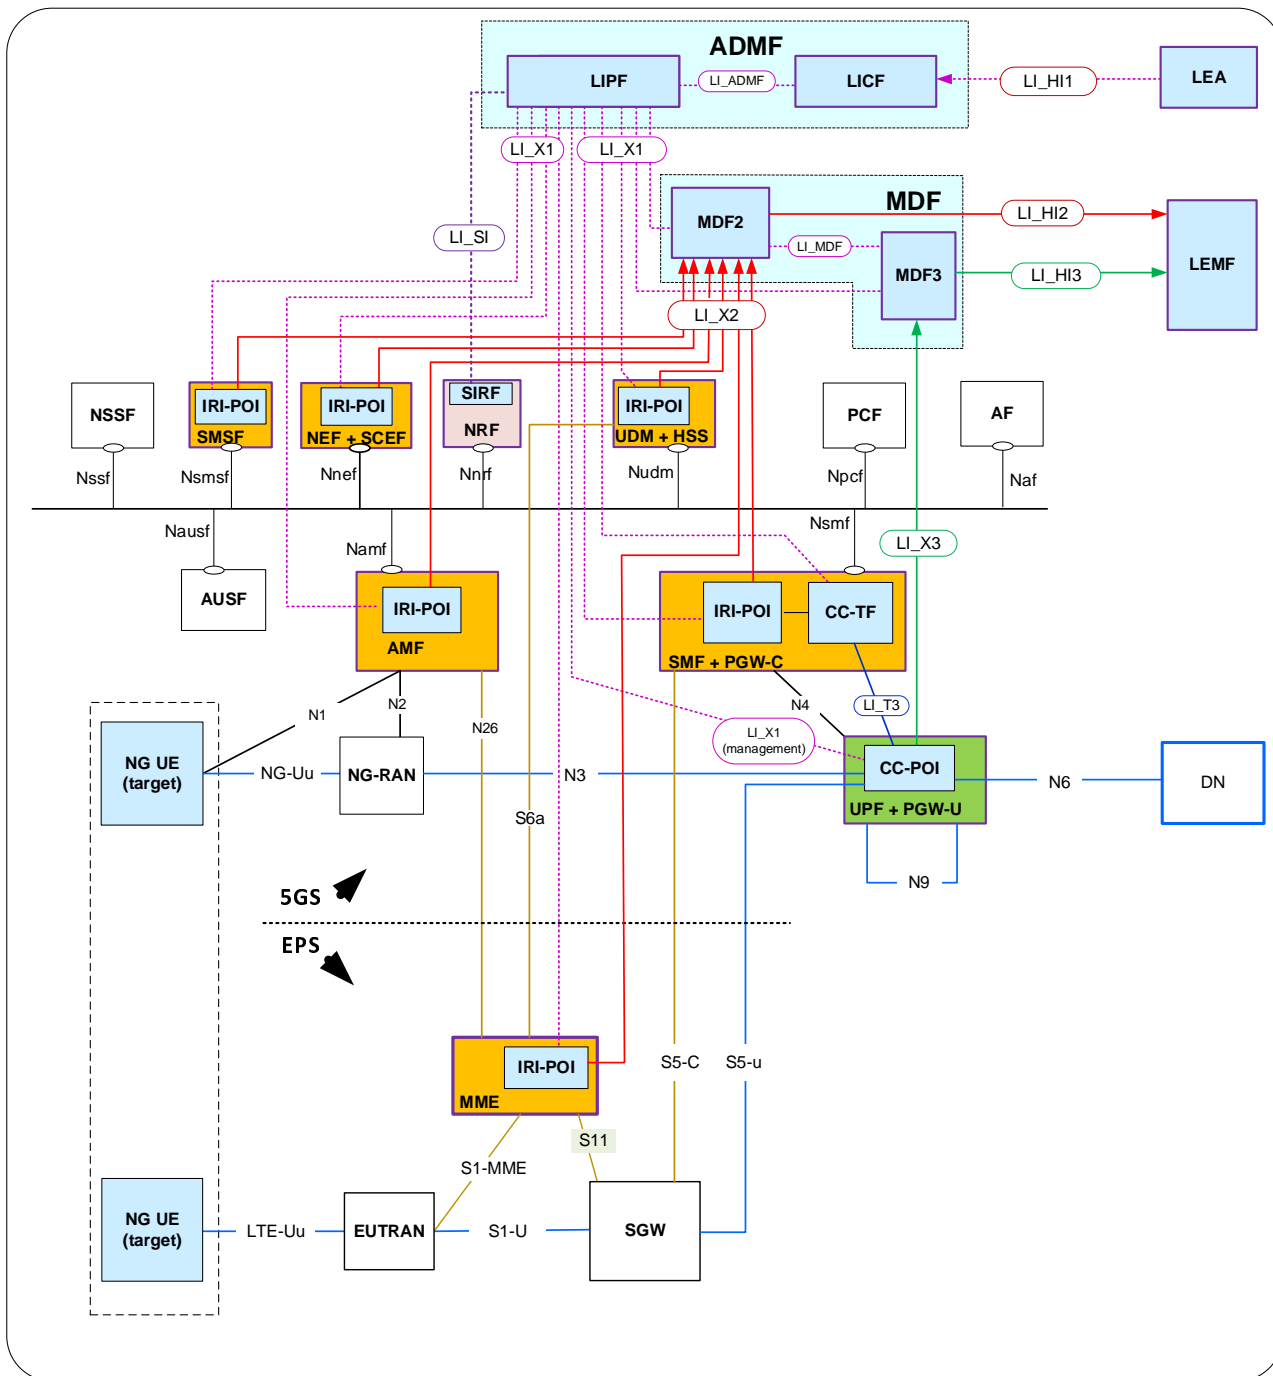 ADMF
LIPF
LI_ADMF
LICF
LI_HI1
LEA
LI_X1
LI_X1
MDF
LI_SI
MDF2
LI_HI2
LI_MDF
MDF3
LI_HI3
LEMF
LI_X2
NSSF
IRI-POI
SMSF
IRI-POI
NEF + SCEF
SIRF
NRF
IRI-POI
UDM + HSS
PCF
AF
Nssf
Nsmsf
Nnef
Nnrf
Nudm
Npcf
Naf
Nausf
Namf
Nsmf
LI_X3
AUSF
IRI-POI
AMF
IRI-POI
CC-TF
SMF + PGW-C
N1
N2
N26
N4
LI_T3
LI_X1
(management)
NG UE
(target)
NG-Uu
NG-RAN
N3
CC-POI
UPF + PGW-U
N6
DN
S6a
N9
5GS
EPS
IRI-POI
MME
S5-C
S5-u
S11
S1-MME
NG UE
(target)
LTE-Uu
EUTRAN
S1-U
SGW